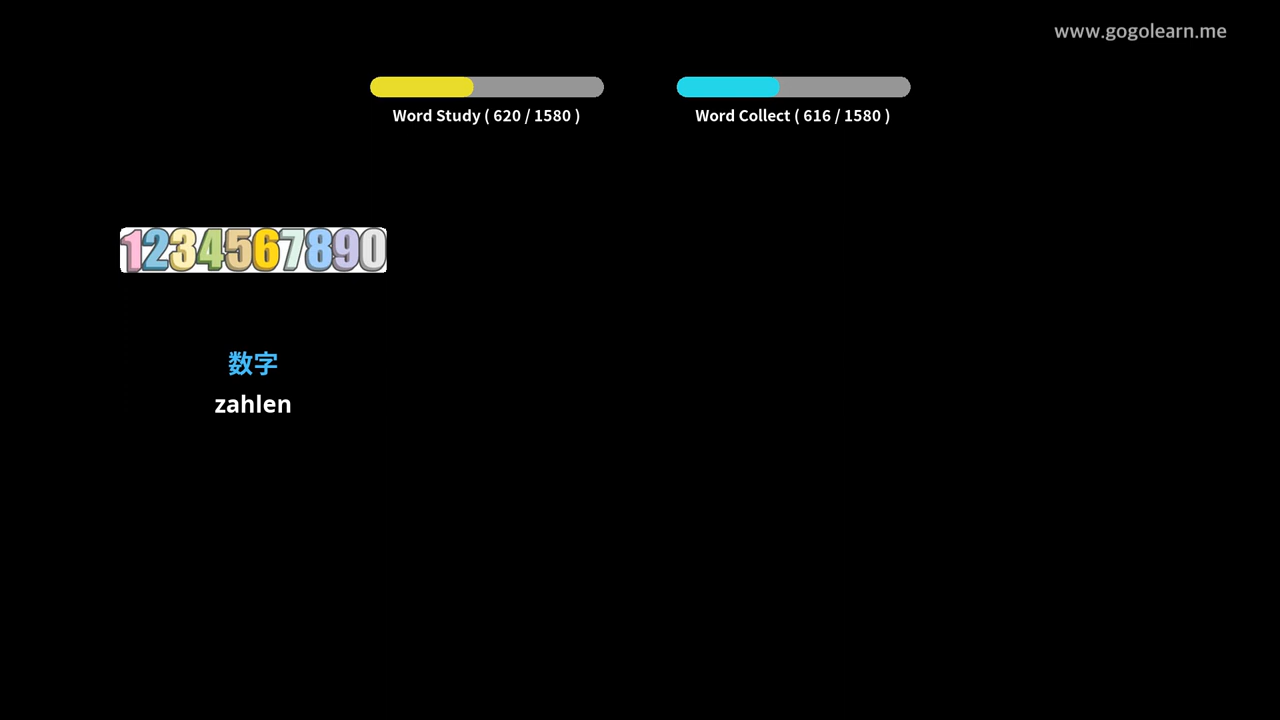 www.gogolearn.me
Word Study ( 620 / 1580 )
Word Collect ( 616 / 1580 )
1234567890
数字
zahlen